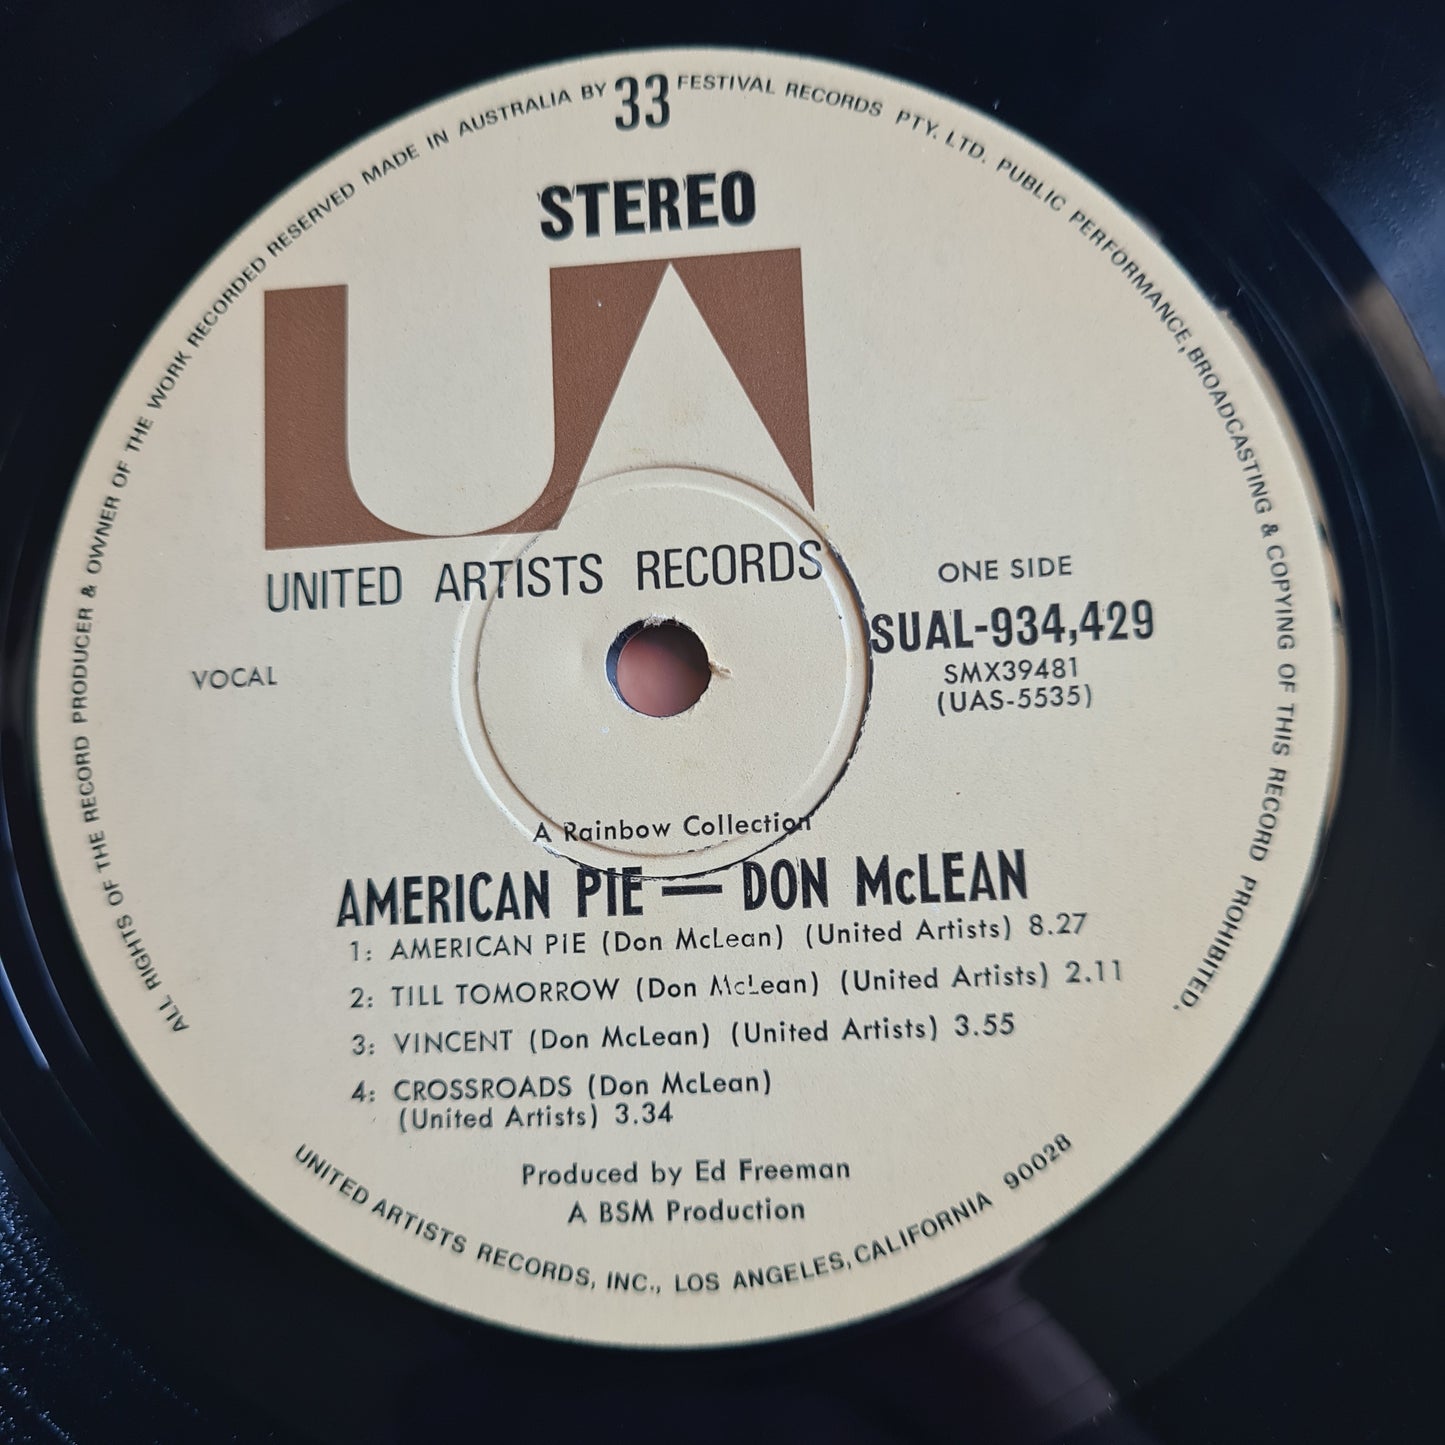 ALL RIGHTS OF THE RECORD PRODUCER & OWNER OF THE WORK RECORDED RESERVED MADE IN AUSTRALIA BY 33 FESTIVAL RECORDS PTY. LTD. PUBLIC PERFORMANCE, BROADCASTING & COPYING OF THIS RECORD PROHIBITED.
STEREO
UA
UNITED ARTISTS RECORDS
ONE SIDE
SUAL-934,429
SMX39481
(UAS-5535)
VOCAL
A Rainbow Collection
AMERICAN PIE — DON McLEAN
1: AMERICAN PIE (Don McLean) (United Artists) 8.27
2: TILL TOMORROW (Don McLean) (United Artists) 2.11
3: VINCENT (Don McLean) (United Artists) 3.55
4: CROSSROADS (Don McLean)
(United Artists) 3.34
Produced by Ed Freeman
A BSM Production
UNITED ARTISTS RECORDS, INC., LOS ANGELES, CALIFORNIA 90028